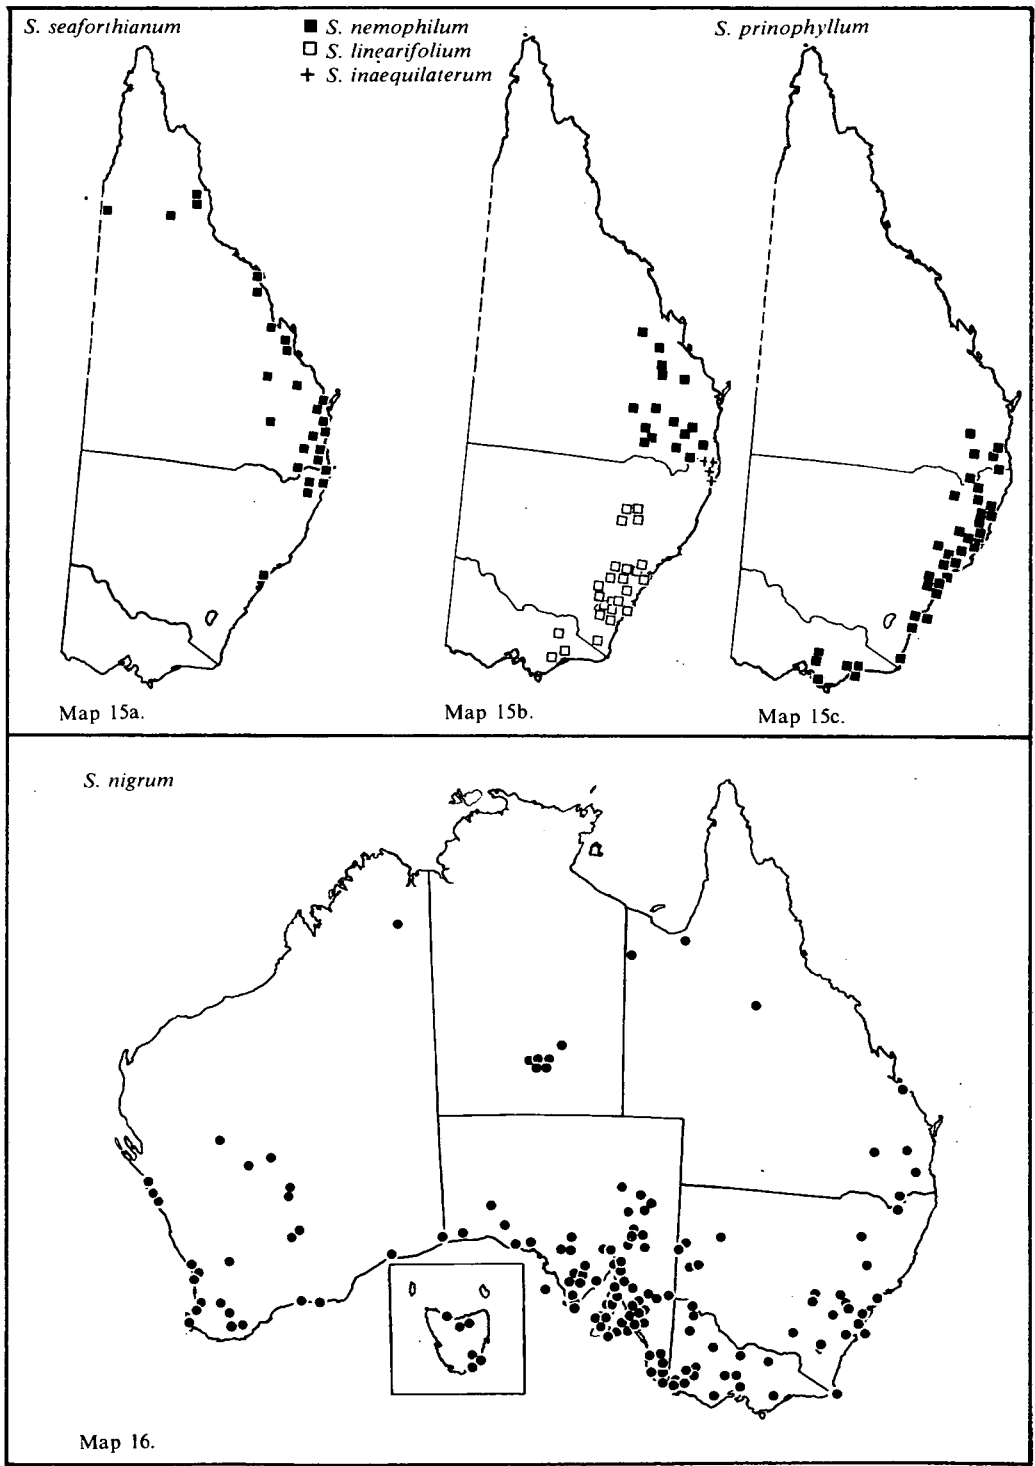 S. seaforthianum
■ S. nemophilum
□ S. linearifolium
+ S. inaequilaterum
S. prinophyllum
Map 15a.
Map 15b.
Map 15c.
S. nigrum
Map 16.